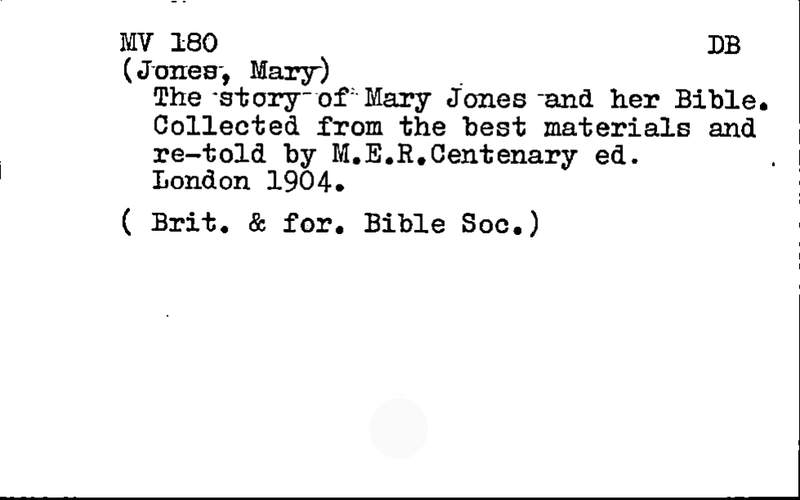 MV 180 DB
(Jones, Mary)
The story of Mary Jones and her Bible.
Collected from the best materials and
re-told by M.E.R.Centenary ed.
London 1904.
( Brit. & for. Bible Soc.)